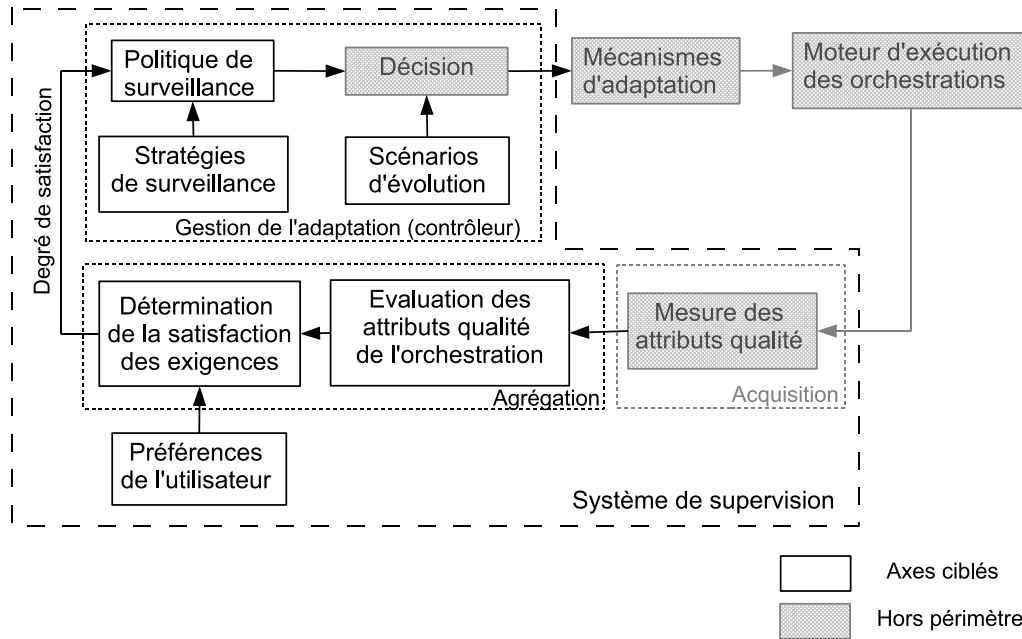 Politique de
surveillance
Décision
Mécanismes
d'adaptation
Moteur d'exécution
des orchestrations
Stratégies
de surveillance
Scénarios
d'évolution
Gestion de l'adaptation (contrôleur)
Degré de satisfaction
Détermination
de la satisfaction
des exigences
Evaluation des
attributs qualité
de l'orchestration
Mesure des
attributs qualité
Agrégation
Acquisition
Préférences
de l'utilisateur
Système de supervision
Axes ciblés
Hors périmètre